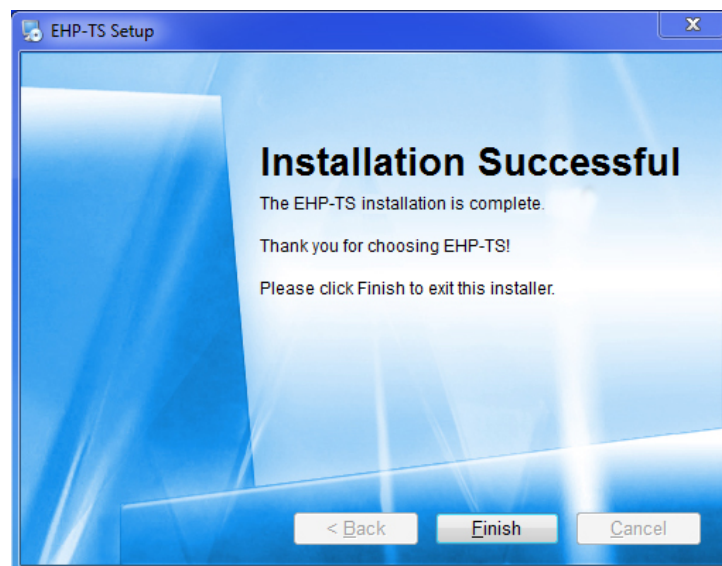 EHP-TS Setup
X
Installation Successful
The EHP-TS installation is complete.
Thank you for choosing EHP-TS!
Please click Finish to exit this installer.
< Back Finish Cancel